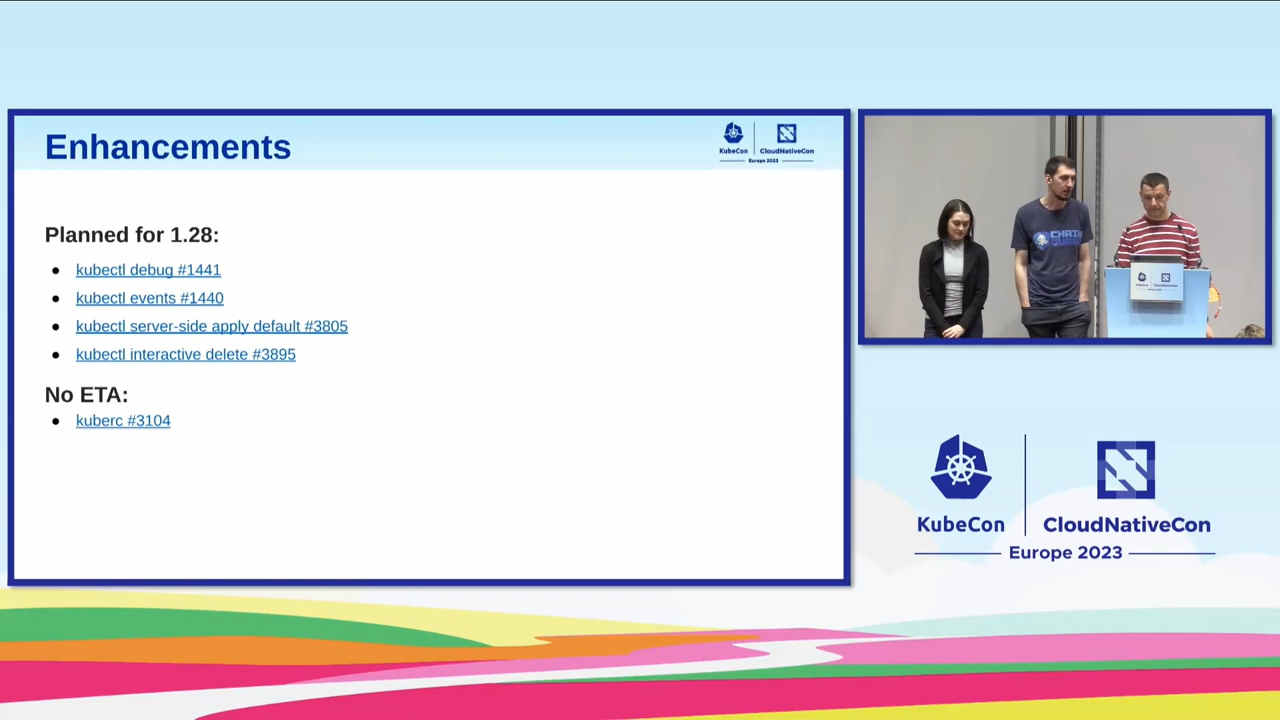 Enhancements
KubeCon
CloudNativeCon
Europe 2023
Planned for 1.28:
kubectl debug #1441
kubectl events #1440
kubectl server-side apply default #3805
kubectl interactive delete #3895
No ETA:
kuberc #3104
CHAIN
KubeCon
CloudNativeCon
Europe 2023